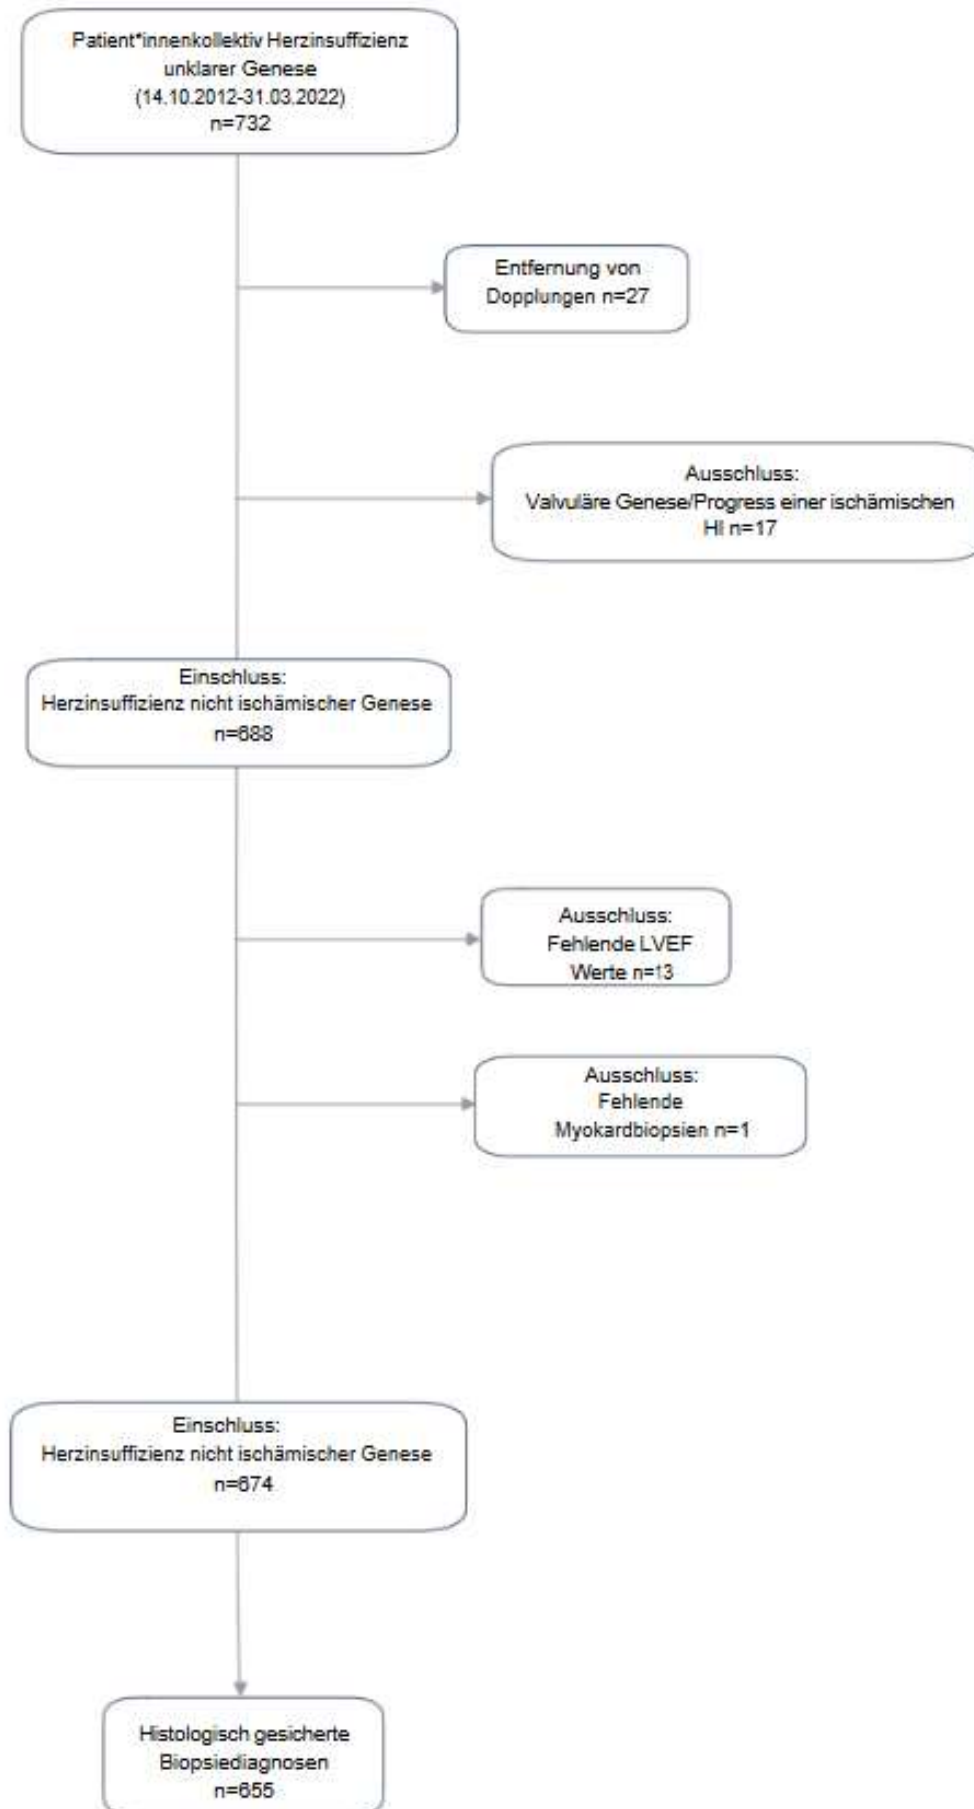 Patient*innenkollektiv Herzinsuffizienz
unklarer Genese
(14.10.2012-31.03.2022)
n=732
Entfernung von
Dopplungen n=27
Ausschluss:
Valvuläre Genese/Progress einer ischämischen
HI n=17
Einschluss:
Herzinsuffizienz nicht ischämischer Genese
n=688
Ausschluss:
Fehlende LVEF
Werte n=13
Ausschluss:
Fehlende
Myokardbiopsien n=1
Einschluss:
Herzinsuffizienz nicht ischämischer Genese
n=674
Histologisch gesicherte
Biopsiediagnosen
n=655